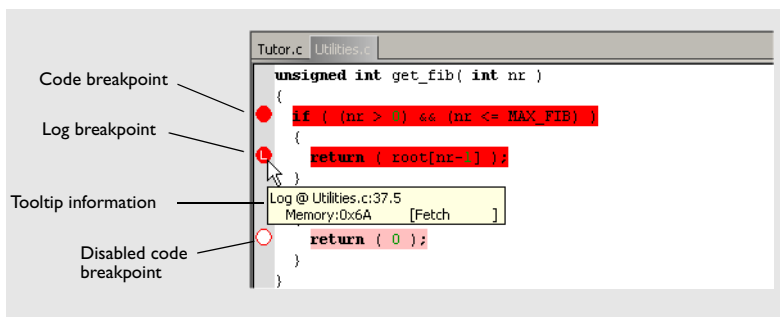 Tutor.c Utilities.c
unsigned int get_fib( int nr )
{
Code breakpoint
if ( (nr > 0) && (nr <= MAX_FIB) )
{
Log breakpoint
L
return ( root[nr-1] );
}
Tooltip information
Log @ Utilities.c:37.5
Memory:0x6A [Fetch ]
{
Disabled code
breakpoint
return ( 0 );
}
}